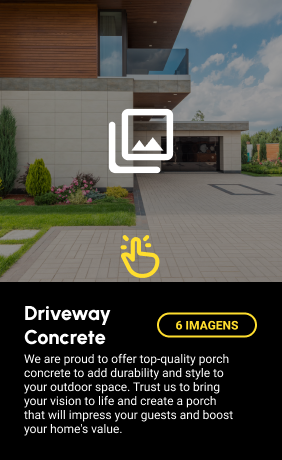 Driveway
Concrete
6 IMAGENS
We are proud to offer top-quality porch
concrete to add durability and style to
your outdoor space. Trust us to bring
your vision to life and create a porch
that will impress your guests and boost
your home's value.